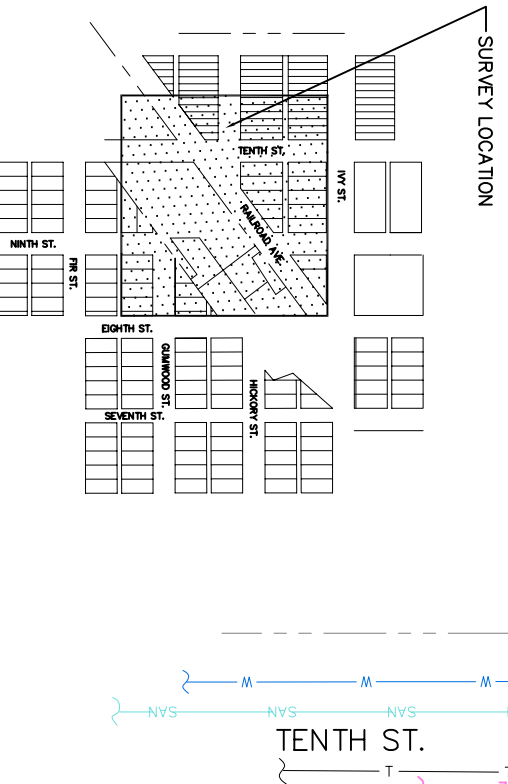 SURVEY LOCATION
TENTH ST.
IVY ST.
RAILROAD AVE.
NINTH ST.
FIR ST.
EIGHTH ST.
GUMWOOD ST.
HICKORY ST.
SEVENTH ST.
W W W
SAN SAN SAN
TENTH ST.
T